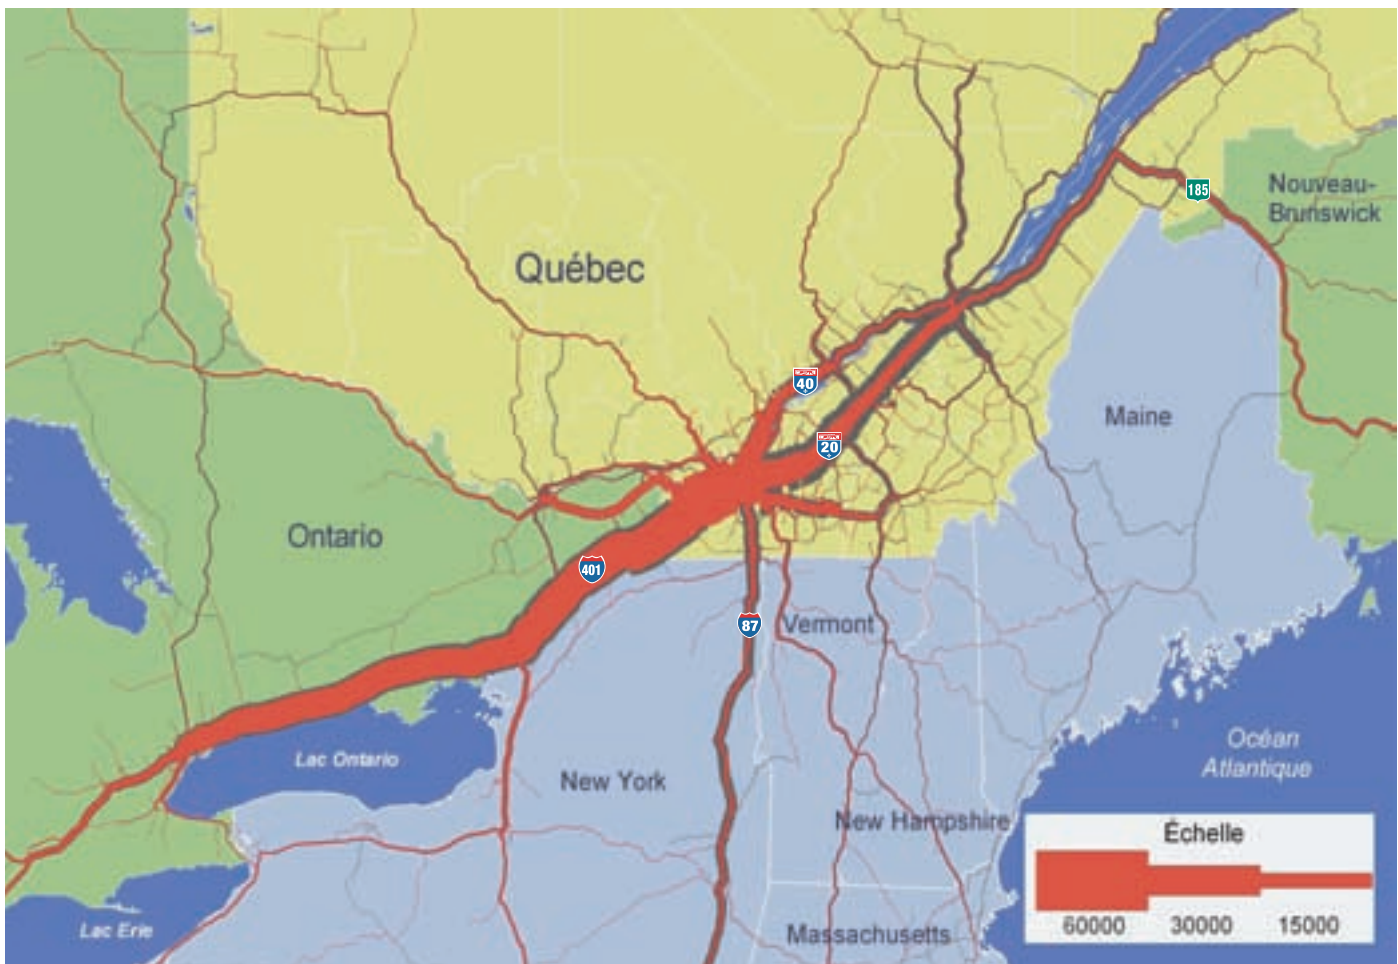 185
Nouveau-
Brunswick
Québec
40
Maine
20
Ontario
401
87
Vermont
Océan
Atlantique
Lac Ontario
New York
New Hampshire
Échelle
60000 30000 15000
Lac Erie
Massachusetts